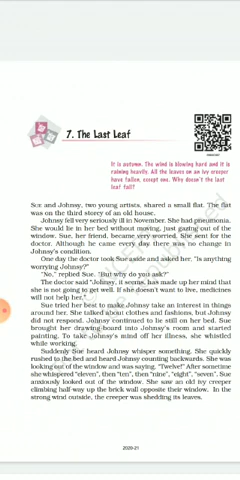 7. The Last Leaf
It is autumn. The wind is blowing hard and it is
raining heavily. All the leaves on an ivy creeper
have fallen, except one. Why doesn't the last
leaf fall?
SUE and Johnsy, two young artists, shared a small flat. The flat
was on the third storey of an old house.
Johnsy fell very seriously ill in November. She had pneumonia.
She would lie in her bed without moving, just gazing out of the
window. Sue, her friend, became very worried. She sent for the
doctor. Although he came every day there was no change in
Johnsy's condition.
One day the doctor took Sue aside and asked her, "Is anything
worrying Johnsy?"
"No," replied Sue. "But why do you ask?"
The doctor said "Johnsy, it seems, has made up her mind that
she is not going to get well. If she doesn't want to live, medicines
will not help her."
Sue tried her best to make Johnsy take an interest in things
around her. She talked about clothes and fashions, but Johnsy
did not respond. Johnsy continued to lie still on her bed. Sue
brought her drawing-board into Johnsy's room and started
painting. To take Johnsy's mind off her illness, she whistled
while working.
Suddenly Sue heard Johnsy whisper something. She quickly
rushed to the bed and heard Johnsy counting backwards. She was
looking out of the window and was saying, "Twelve!" After sometime
she whispered "eleven", then "ten", then "nine", "eight", "seven". Sue
anxiously looked out of the window. She saw an old ivy creeper
climbing half-way up the brick wall opposite their window. In the
strong wind outside, the creeper was shedding its leaves.
2020-21